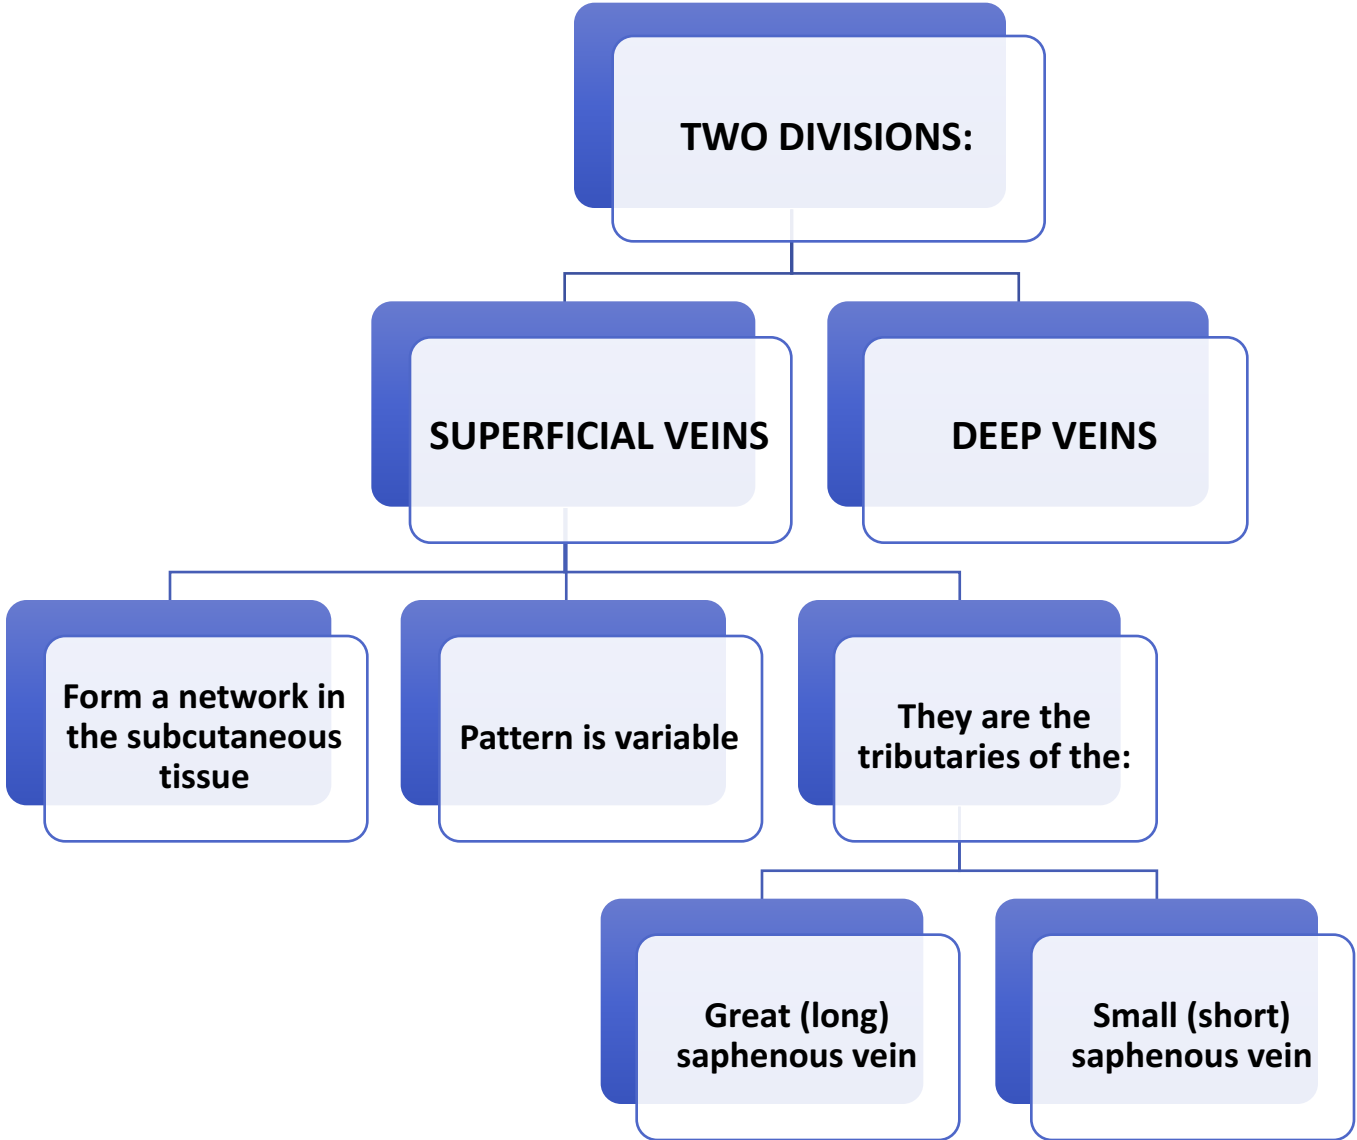 TWO DIVISIONS:
SUPERFICIAL VEINS
DEEP VEINS
Form a network in
the subcutaneous
tissue
Pattern is variable
They are the
tributaries of the:
Great (long)
saphenous vein
Small (short)
saphenous vein